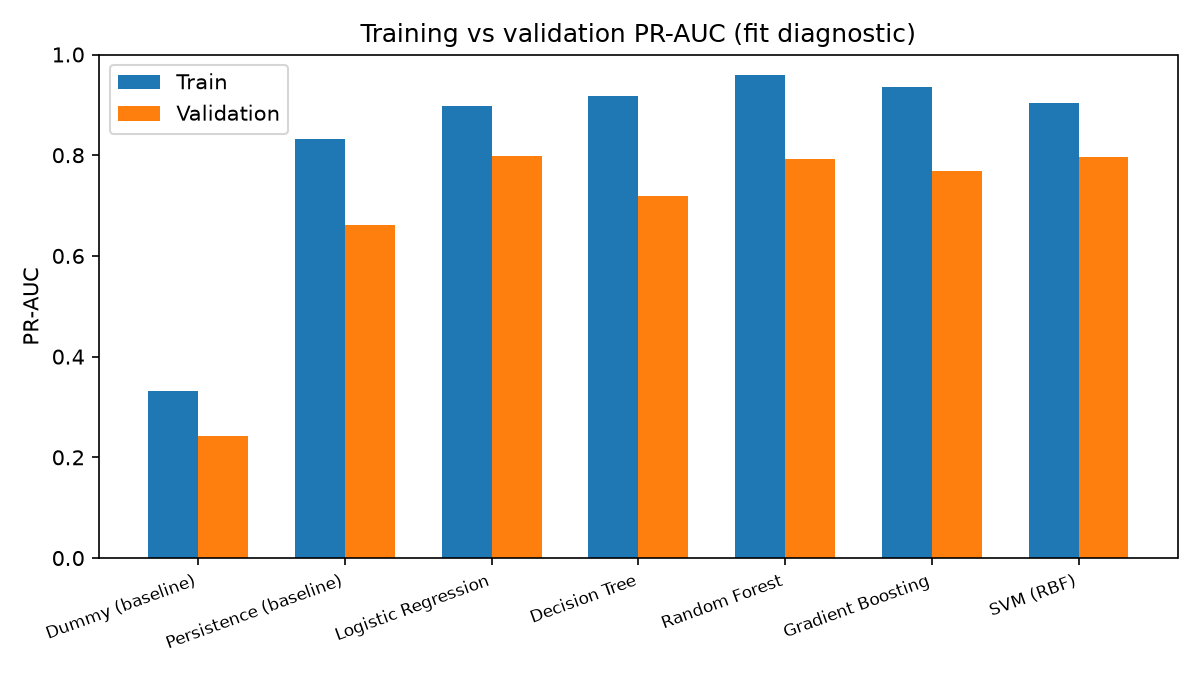 Training vs validation PR-AUC (fit diagnostic)
Train
Validation
PR-AUC
1.0
0.8
0.6
0.4
0.2
0.0
Dummy (baseline)
Persistence (baseline)
Logistic Regression
Decision Tree
Random Forest
Gradient Boosting
SVM (RBF)